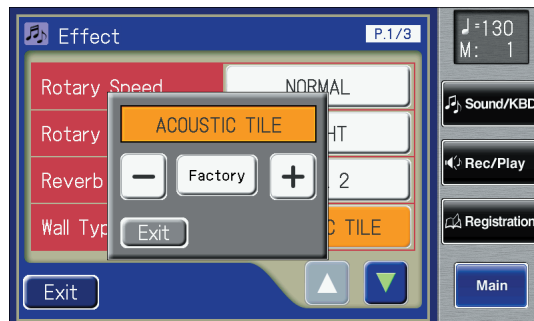 Effect
P.1/3
♩=130
M: 1
Rotary Speed
NORMAL
Rotary
HT
Reverb
2
Wall Typ
C TILE
ACOUSTIC TILE
−
Factory
+
Exit
Exit
Sound/KBD
Rec/Play
Registration
Main